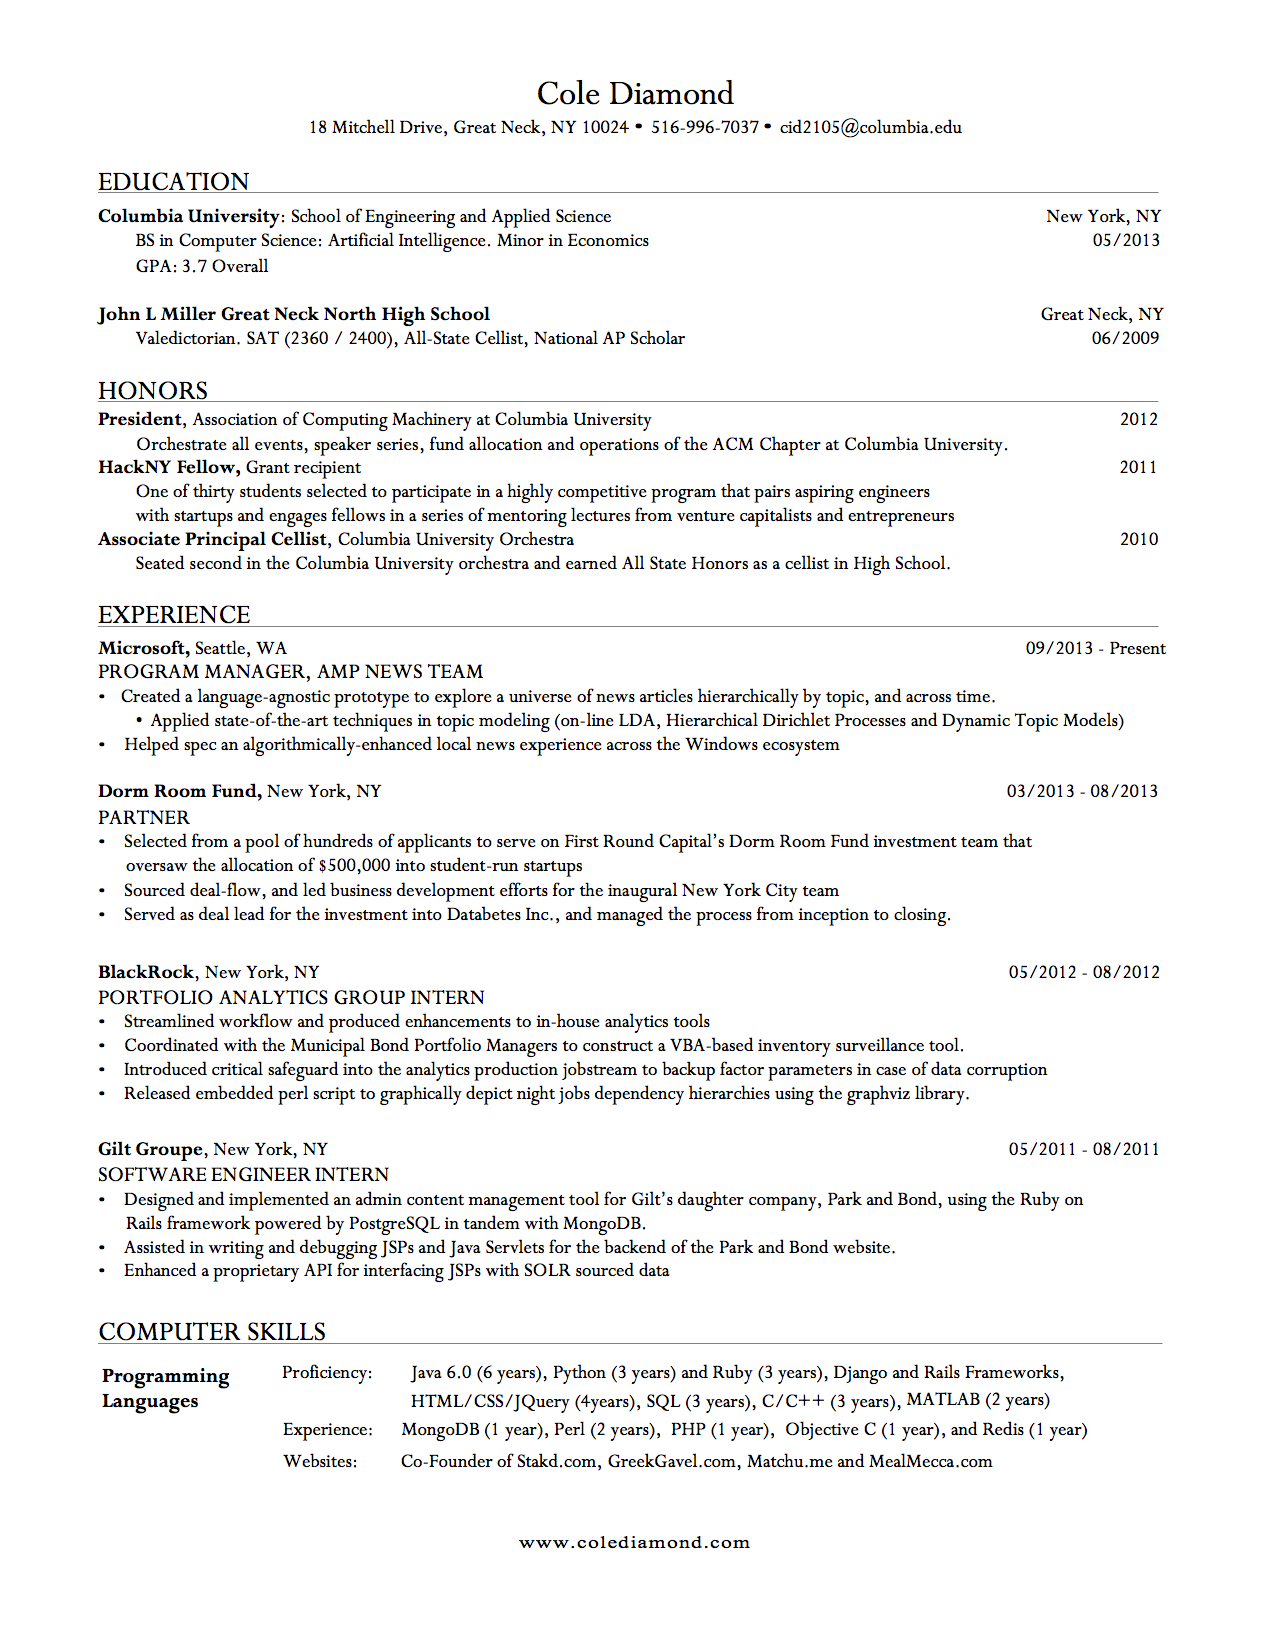 Cole Diamond
18 Mitchell Drive, Great Neck, NY 10024 • 516-996-7037 • cid2105@columbia.edu
EDUCATION
Columbia University: School of Engineering and Applied Science New York, NY
BS in Computer Science: Artificial Intelligence. Minor in Economics 05/2013
GPA: 3.7 Overall
John L Miller Great Neck North High School Great Neck, NY
Valedictorian. SAT (2360 / 2400), All-State Cellist, National AP Scholar 06/2009
HONORS
President, Association of Computing Machinery at Columbia University 2012
Orchestrate all events, speaker series, fund allocation and operations of the ACM Chapter at Columbia University.
HackNY Fellow, Grant recipient 2011
One of thirty students selected to participate in a highly competitive program that pairs aspiring engineers
with startups and engages fellows in a series of mentoring lectures from venture capitalists and entrepreneurs
Associate Principal Cellist, Columbia University Orchestra 2010
Seated second in the Columbia University orchestra and earned All State Honors as a cellist in High School.
EXPERIENCE
Microsoft, Seattle, WA 09/2013 - Present
PROGRAM MANAGER, AMP NEWS TEAM
• Created a language-agnostic prototype to explore a universe of news articles hierarchically by topic, and across time.
• Applied state-of-the-art techniques in topic modeling (on-line LDA, Hierarchical Dirichlet Processes and Dynamic Topic Models)
• Helped spec an algorithmically-enhanced local news experience across the Windows ecosystem
Dorm Room Fund, New York, NY 03/2013 - 08/2013
PARTNER
• Selected from a pool of hundreds of applicants to serve on First Round Capital's Dorm Room Fund investment team that
oversaw the allocation of $500,000 into student-run startups
• Sourced deal-flow, and led business development efforts for the inaugural New York City team
• Served as deal lead for the investment into Databetes Inc., and managed the process from inception to closing.
BlackRock, New York, NY 05/2012 - 08/2012
PORTFOLIO ANALYTICS GROUP INTERN
• Streamlined workflow and produced enhancements to in-house analytics tools
• Coordinated with the Municipal Bond Portfolio Managers to construct a VBA-based inventory surveillance tool.
• Introduced critical safeguard into the analytics production jobstream to backup factor parameters in case of data corruption
• Released embedded perl script to graphically depict night jobs dependency hierarchies using the graphviz library.
Gilt Groupe, New York, NY 05/2011 - 08/2011
SOFTWARE ENGINEER INTERN
• Designed and implemented an admin content management tool for Gilt's daughter company, Park and Bond, using the Ruby on
Rails framework powered by PostgreSQL in tandem with MongoDB.
• Assisted in writing and debugging JSPs and Java Servlets for the backend of the Park and Bond website.
• Enhanced a proprietary API for interfacing JSPs with SOLR sourced data
COMPUTER SKILLS
Programming Proficiency: Java 6.0 (6 years), Python (3 years) and Ruby (3 years), Django and Rails Frameworks,
Languages HTML/CSS/JQuery (4years), SQL (3 years), C/C++ (3 years), MATLAB (2 years)
Experience: MongoDB (1 year), Perl (2 years), PHP (1 year), Objective C (1 year), and Redis (1 year)
Websites: Co-Founder of Stakd.com, GreekGavel.com, Matchu.me and MealMecca.com
www.colediamond.com